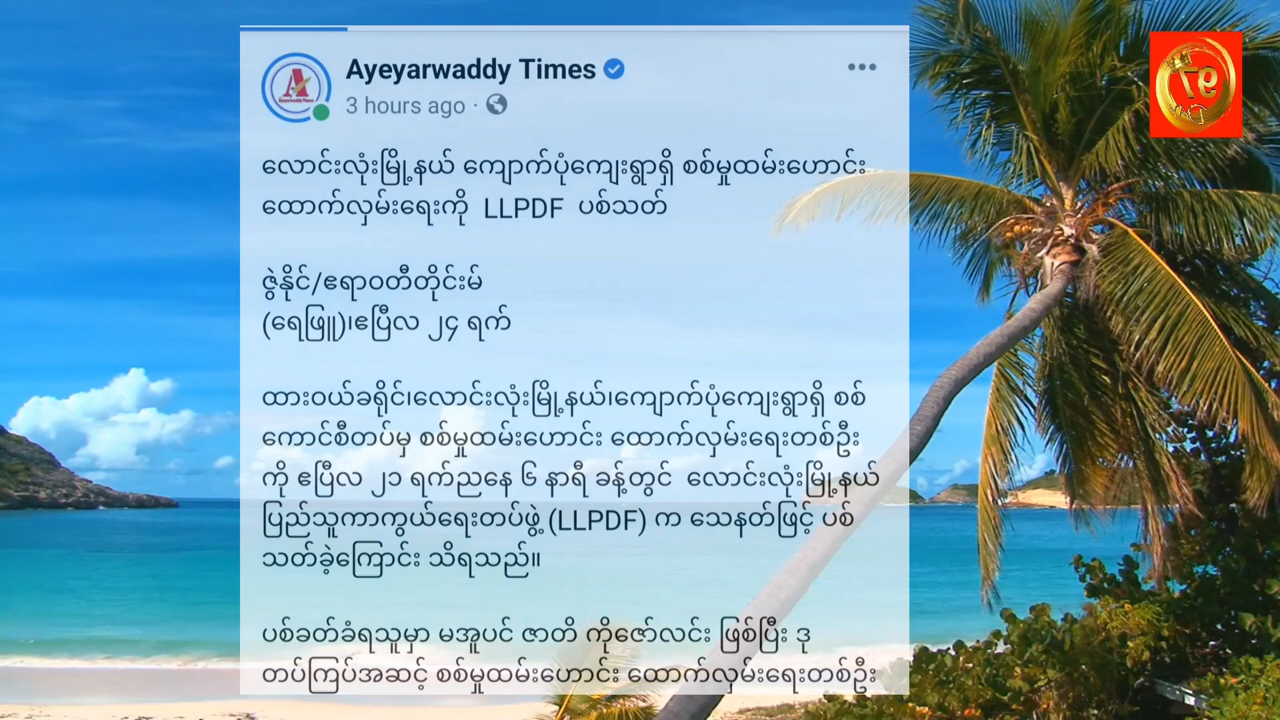 Ayeyarwaddy Times
3 hours ago ·
လောင်းလုံးမြို့နယ် ကျောက်ပုံကျေးရွာရှိ စစ်မှုထမ်းဟောင်း
ထောက်လှမ်းရေးကို LLPDF ပစ်သတ်
ဇွဲနိုင်/ဧရာဝတီတိုင်းမ်
(ရေဖြူ)၊ဧပြီလ ၂၄ ရက်
ထားဝယ်ခရိုင်၊လောင်းလုံးမြို့နယ်၊ကျောက်ပုံကျေးရွာရှိ စစ်
ကောင်စီတပ်မှ စစ်မှုထမ်းဟောင်း ထောက်လှမ်းရေးတစ်ဦး
ကို ဧပြီလ ၂၁ ရက်ညနေ ၆ နာရီ ခန့်တွင် လောင်းလုံးမြို့နယ်
ပြည်သူကာကွယ်ရေးတပ်ဖွဲ့ (LLPDF) က သေနတ်ဖြင့် ပစ်
သတ်ခဲ့ကြောင်း သိရသည်။
ပစ်ခတ်ခံရသူမှာ မအူပင် ဇာတိ ကိုဇော်လင်း ဖြစ်ပြီး ဒု
တပ်ကြပ်အဆင့် စစ်မှုထမ်းဟောင်း ထောက်လှမ်းရေးတစ်ဦး